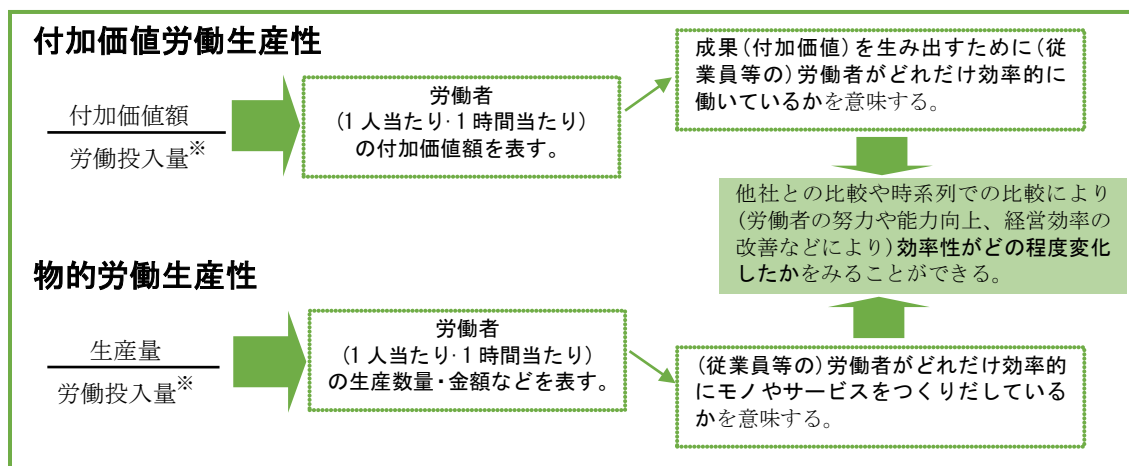 付加価値労働生産性
付加価値額
労働投入量※
労働者
(1人当たり・1時間当たり)
の付加価値額を表す。
成果(付加価値)を生み出すために(従
業員等の)労働者がどれだけ効率的に
働いているかを意味する。
他社との比較や時系列での比較により
(労働者の努力や能力向上、経営効率の
改善などにより)効率性がどの程度変化
したかをみることができる。
物的労働生産性
生産量
労働投入量※
労働者
(1人当たり・1時間当たり)
の生産数量・金額などを表す。
(従業員等の)労働者がどれだけ効率的
にモノやサービスをつくりだしている
かを意味する。